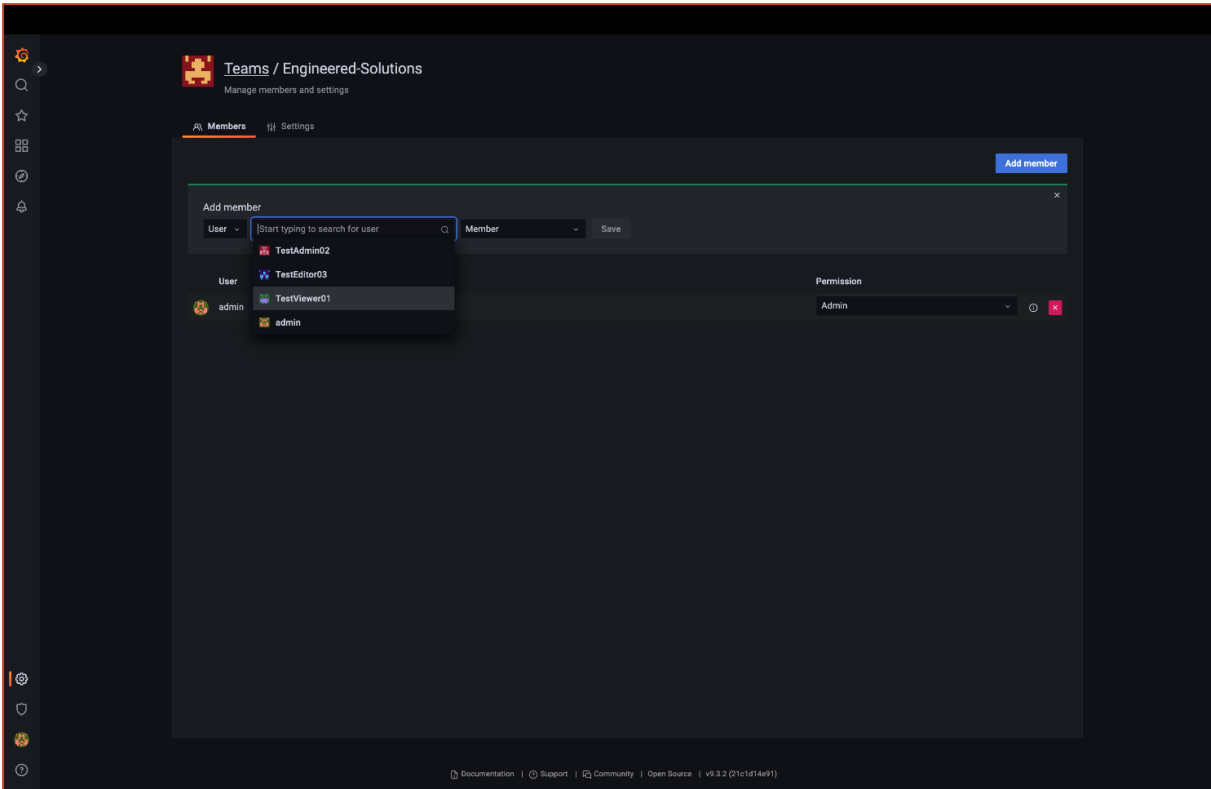 Teams / Engineered-Solutions
Manage members and settings
Members Settings
Add member
Add member
User Start typing to search for user Member Save
TestAdmin02
TestEditor03
User Permission
TestViewer01
admin Admin
admin
Documentation | Support | Community | Open Source | v9.3.2 (21c1d14e91)